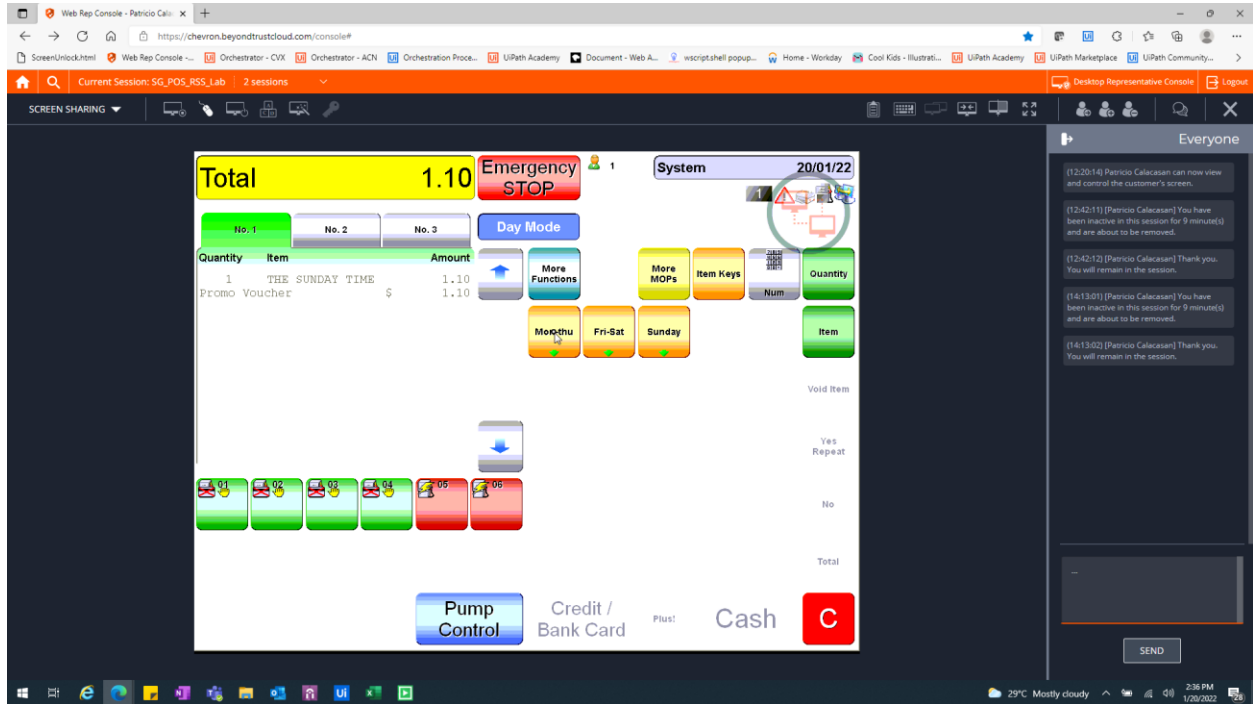 Web Rep Console - Patricio Cala
https://chevron.beyondtrustcloud.com/console#
ScreenUnlock.html Web Rep Console -... Orchestrator - CVX Orchestrator - ACN Orchestration Proce... UiPath Academy Document - Web A... wscript.shell popup... Home - Workday Cool Kids - Illustrati... UiPath Academy UiPath Marketplace UiPath Community...
Current Session: SG_POS_RSS_Lab 2 sessions Desktop Representative Console Logout
SCREEN SHARING
Everyone
(12:20:14) Patricio Calacasan can now view
and control the customer's screen.
(12:42:11) [Patricio Calacasan] You have
been inactive in this session for 9 minute(s)
and are about to be removed.
(12:42:12) [Patricio Calacasan] Thank you.
You will remain in the session.
(14:13:01) [Patricio Calacasan] You have
been inactive in this session for 9 minute(s)
and are about to be removed.
(14:13:02) [Patricio Calacasan] Thank you.
You will remain in the session.
SEND
Total 1.10
Emergency
STOP
1
System 20/01/22
1
No. 1 No. 2 No. 3
Day Mode
Quantity Item Amount
1 THE SUNDAY TIME 1.10
Promo Voucher $ 1.10
More
Functions
More
MOPs
Item Keys
Num
Quantity
Mon-thu
Fri-Sat
Sunday
Item
Void Item
Yes
Repeat
No
Total
01 02 03 04 05 06
Pump
Control
Credit /
Bank Card
Plus!
Cash
C
29°C Mostly cloudy
2:36 PM
1/20/2022
28